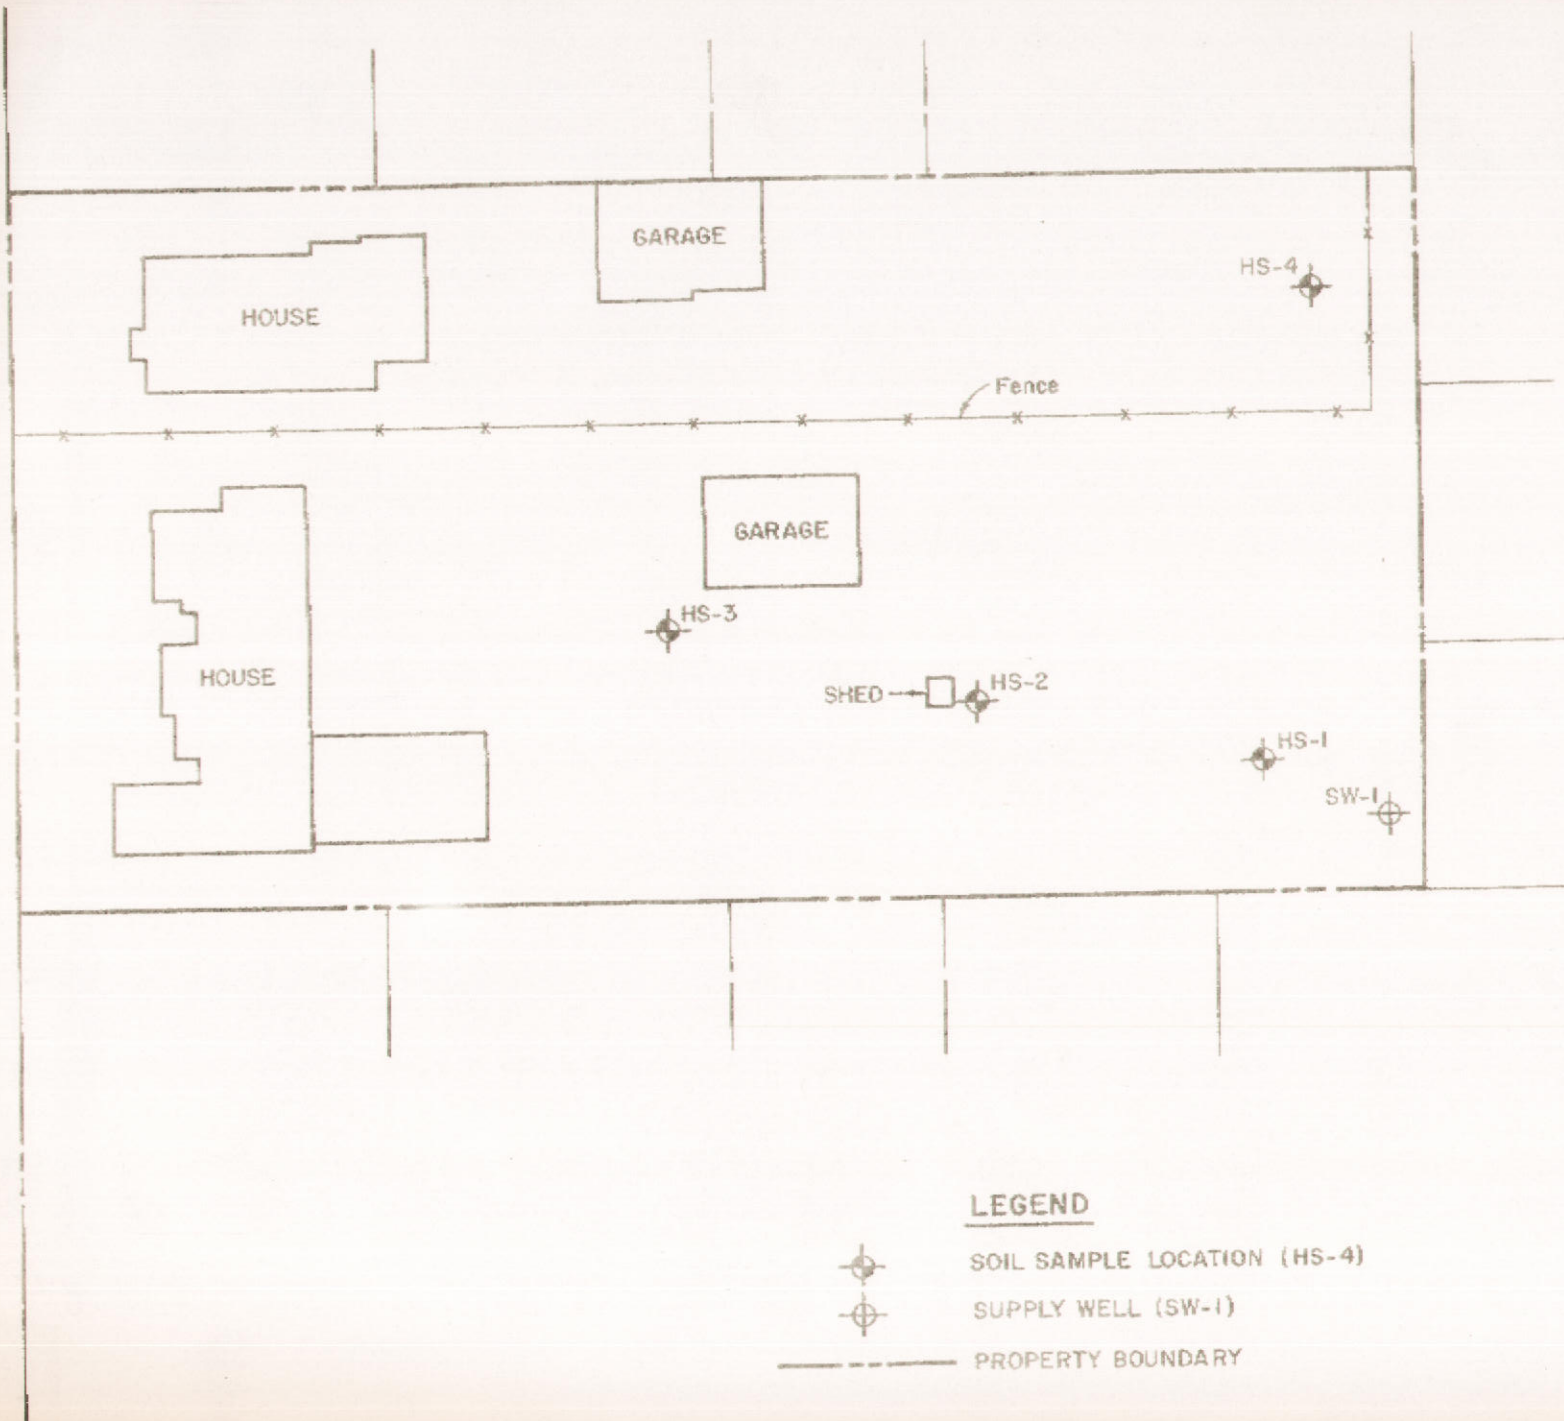 GARAGE
HS-4
HOUSE
Fence
GARAGE
HS-3
HOUSE
SHED
HS-2
HS-1
SW-1
LEGEND
SOIL SAMPLE LOCATION (HS-4)
SUPPLY WELL (SW-1)
PROPERTY BOUNDARY